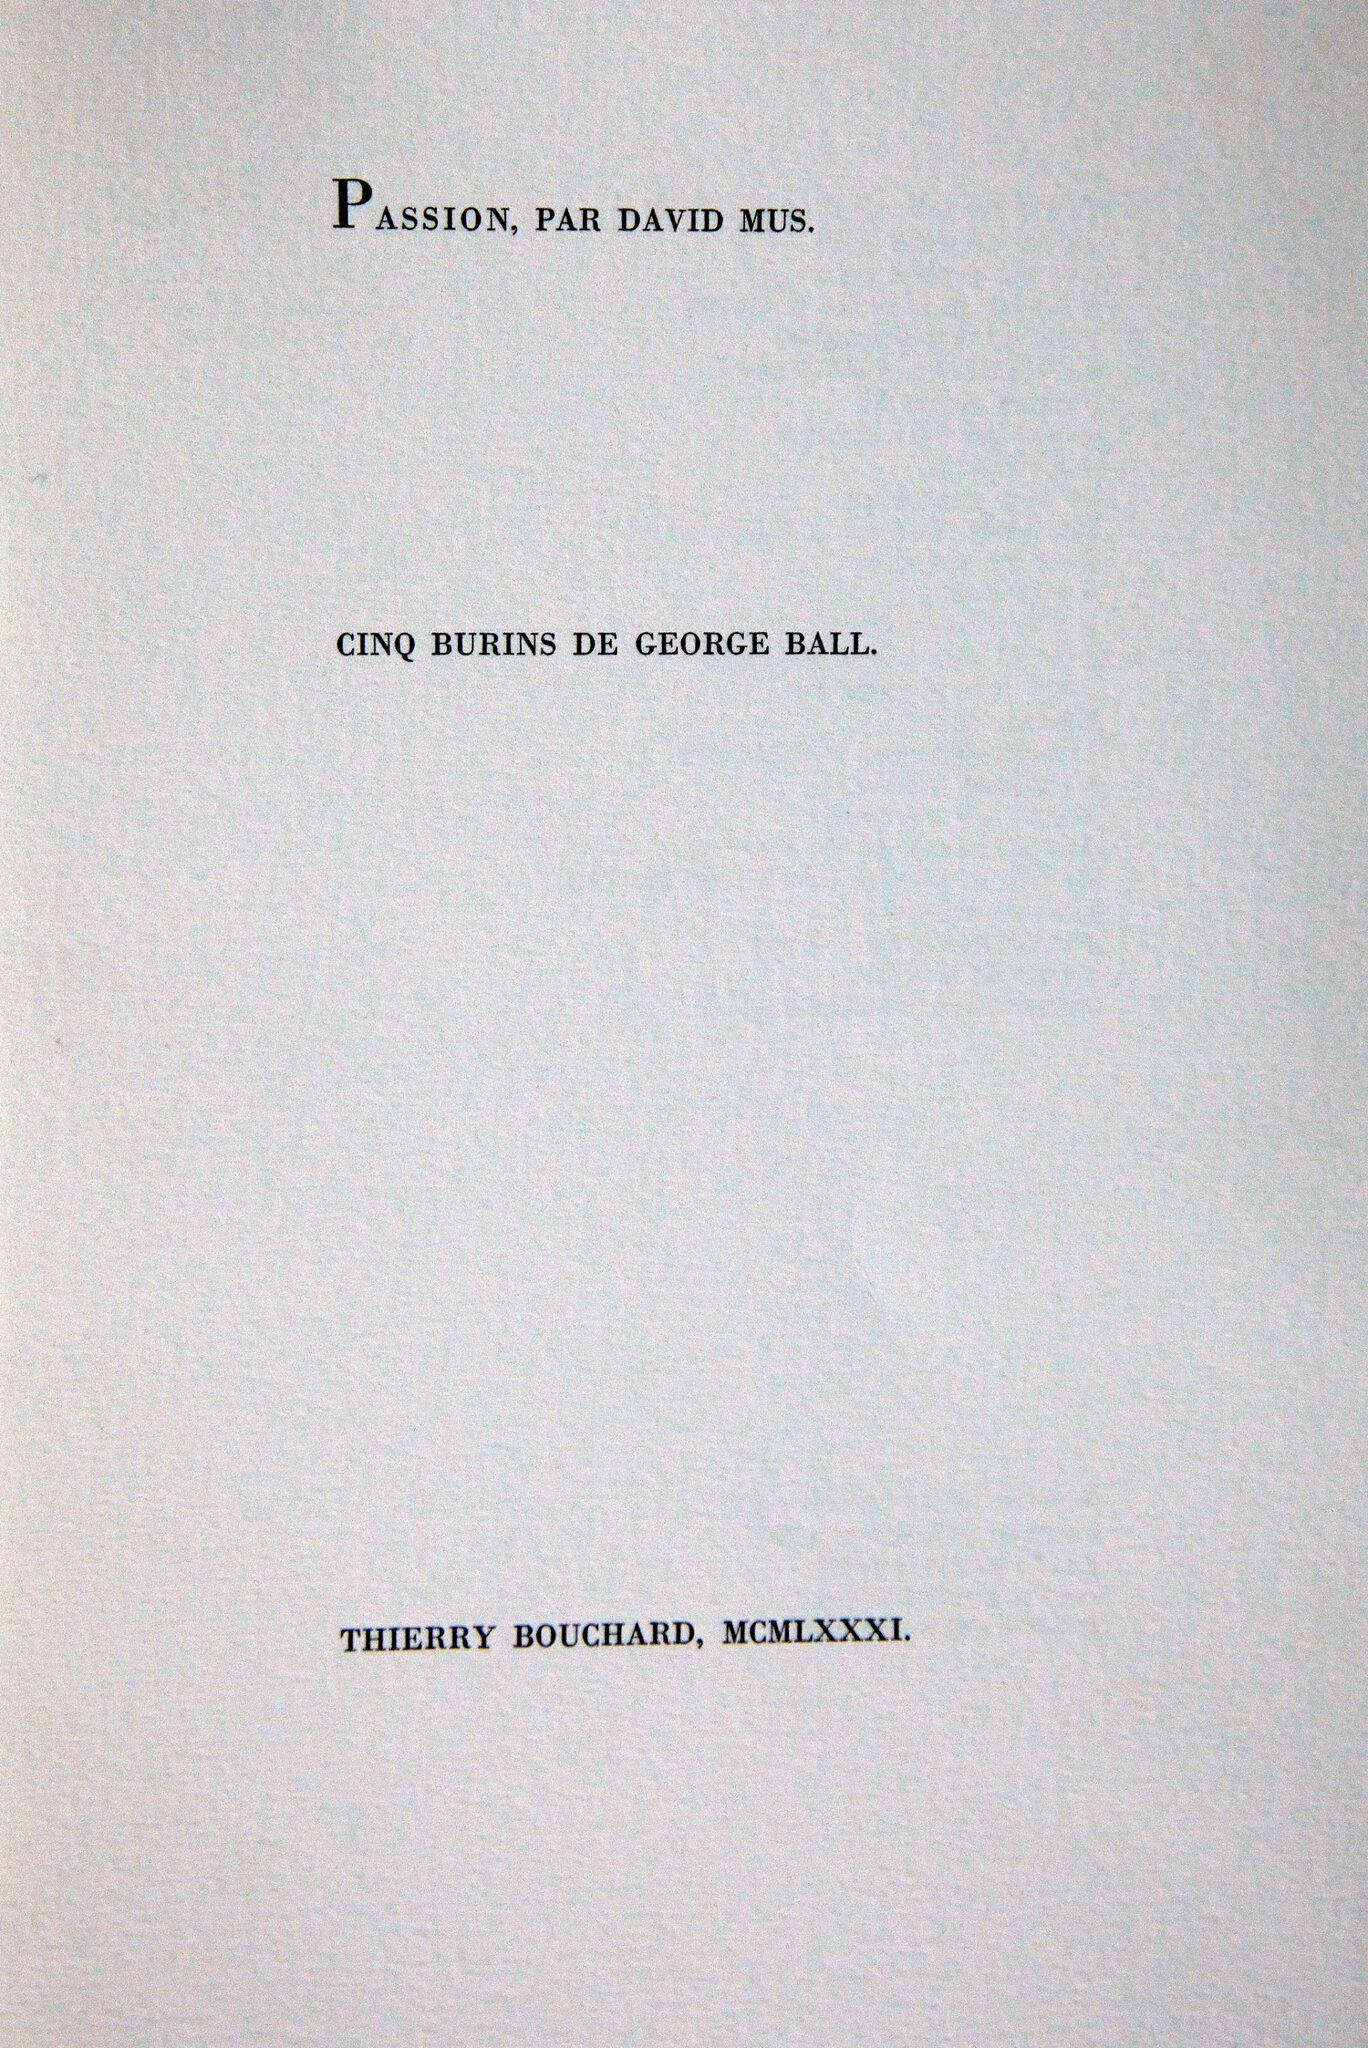 PASSION, PAR DAVID MUS.
CINQ BURINS DE GEORGE BALL.
THIERRY BOUCHARD, MCMLXXXI.